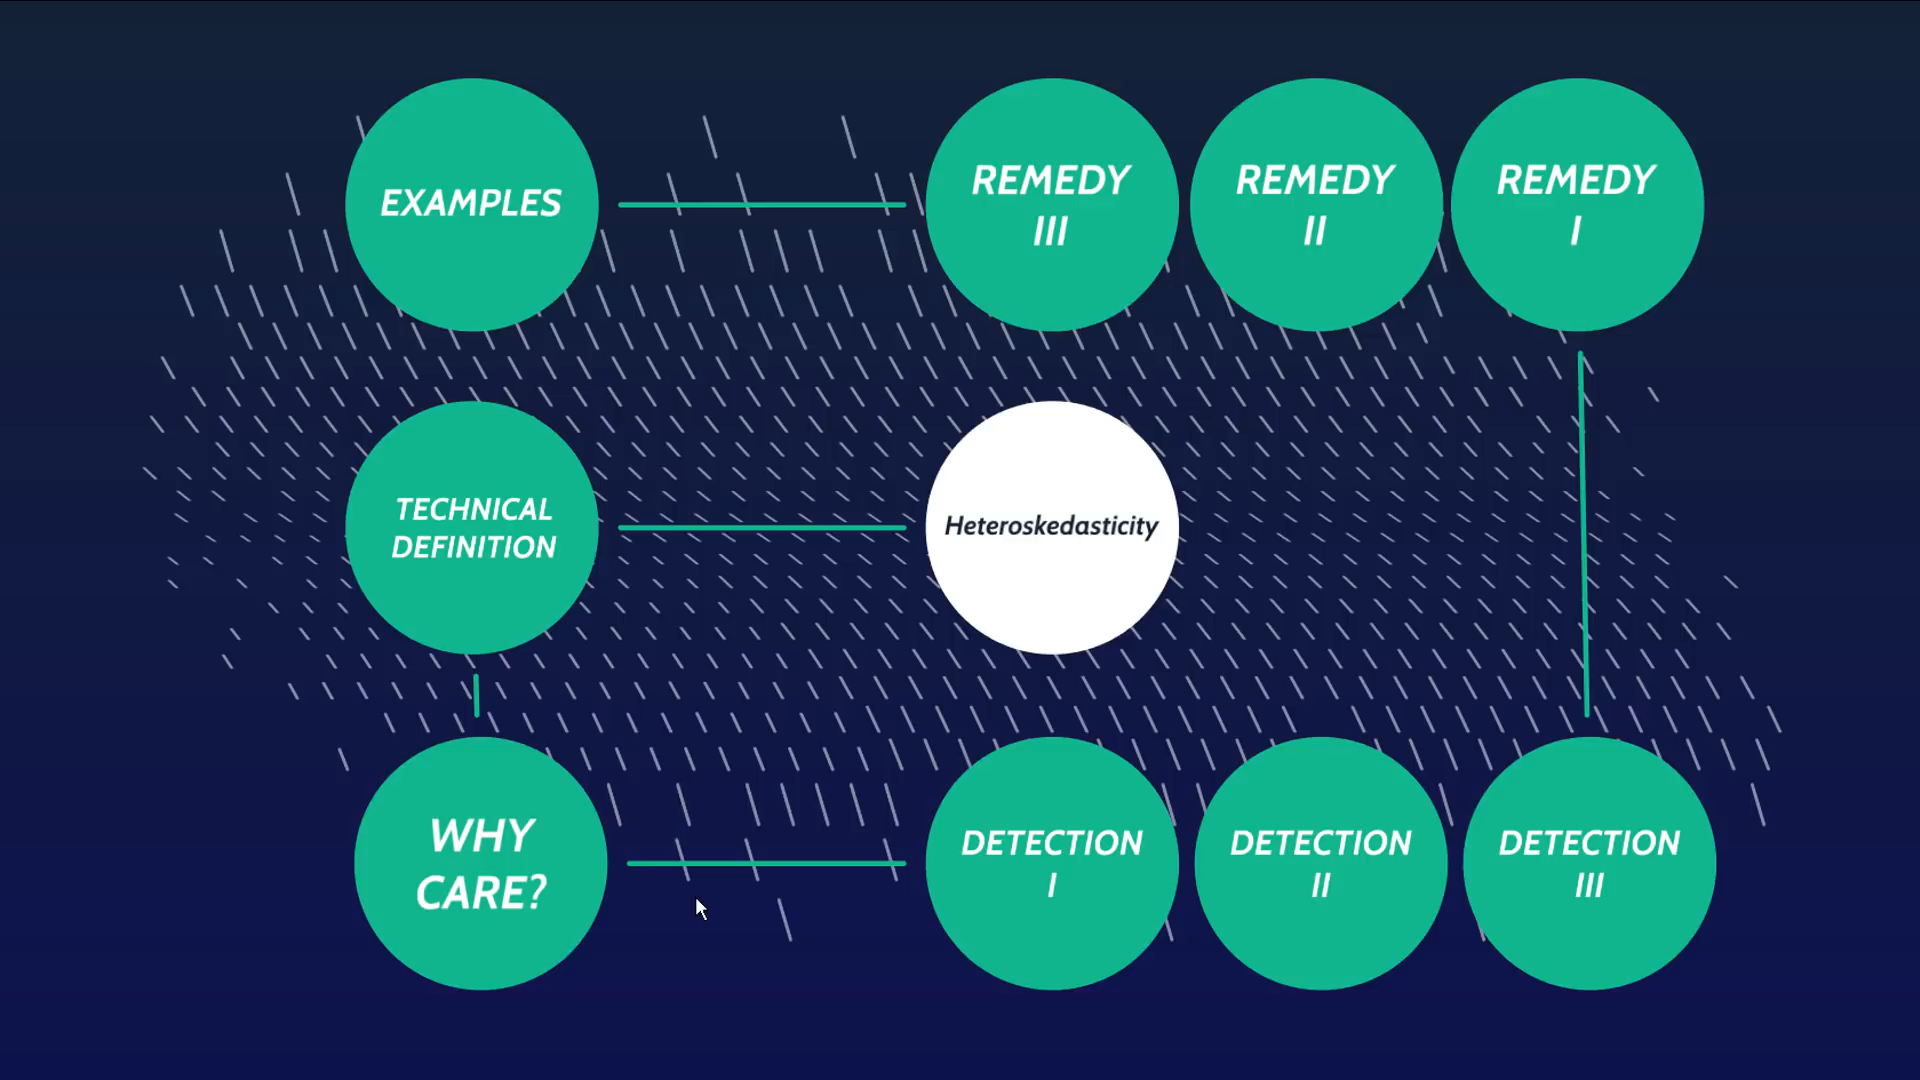 EXAMPLES
REMEDY
III
REMEDY
II
REMEDY
I
TECHNICAL
DEFINITION
Heteroskedasticity
WHY
CARE?
DETECTION
I
DETECTION
II
DETECTION
III